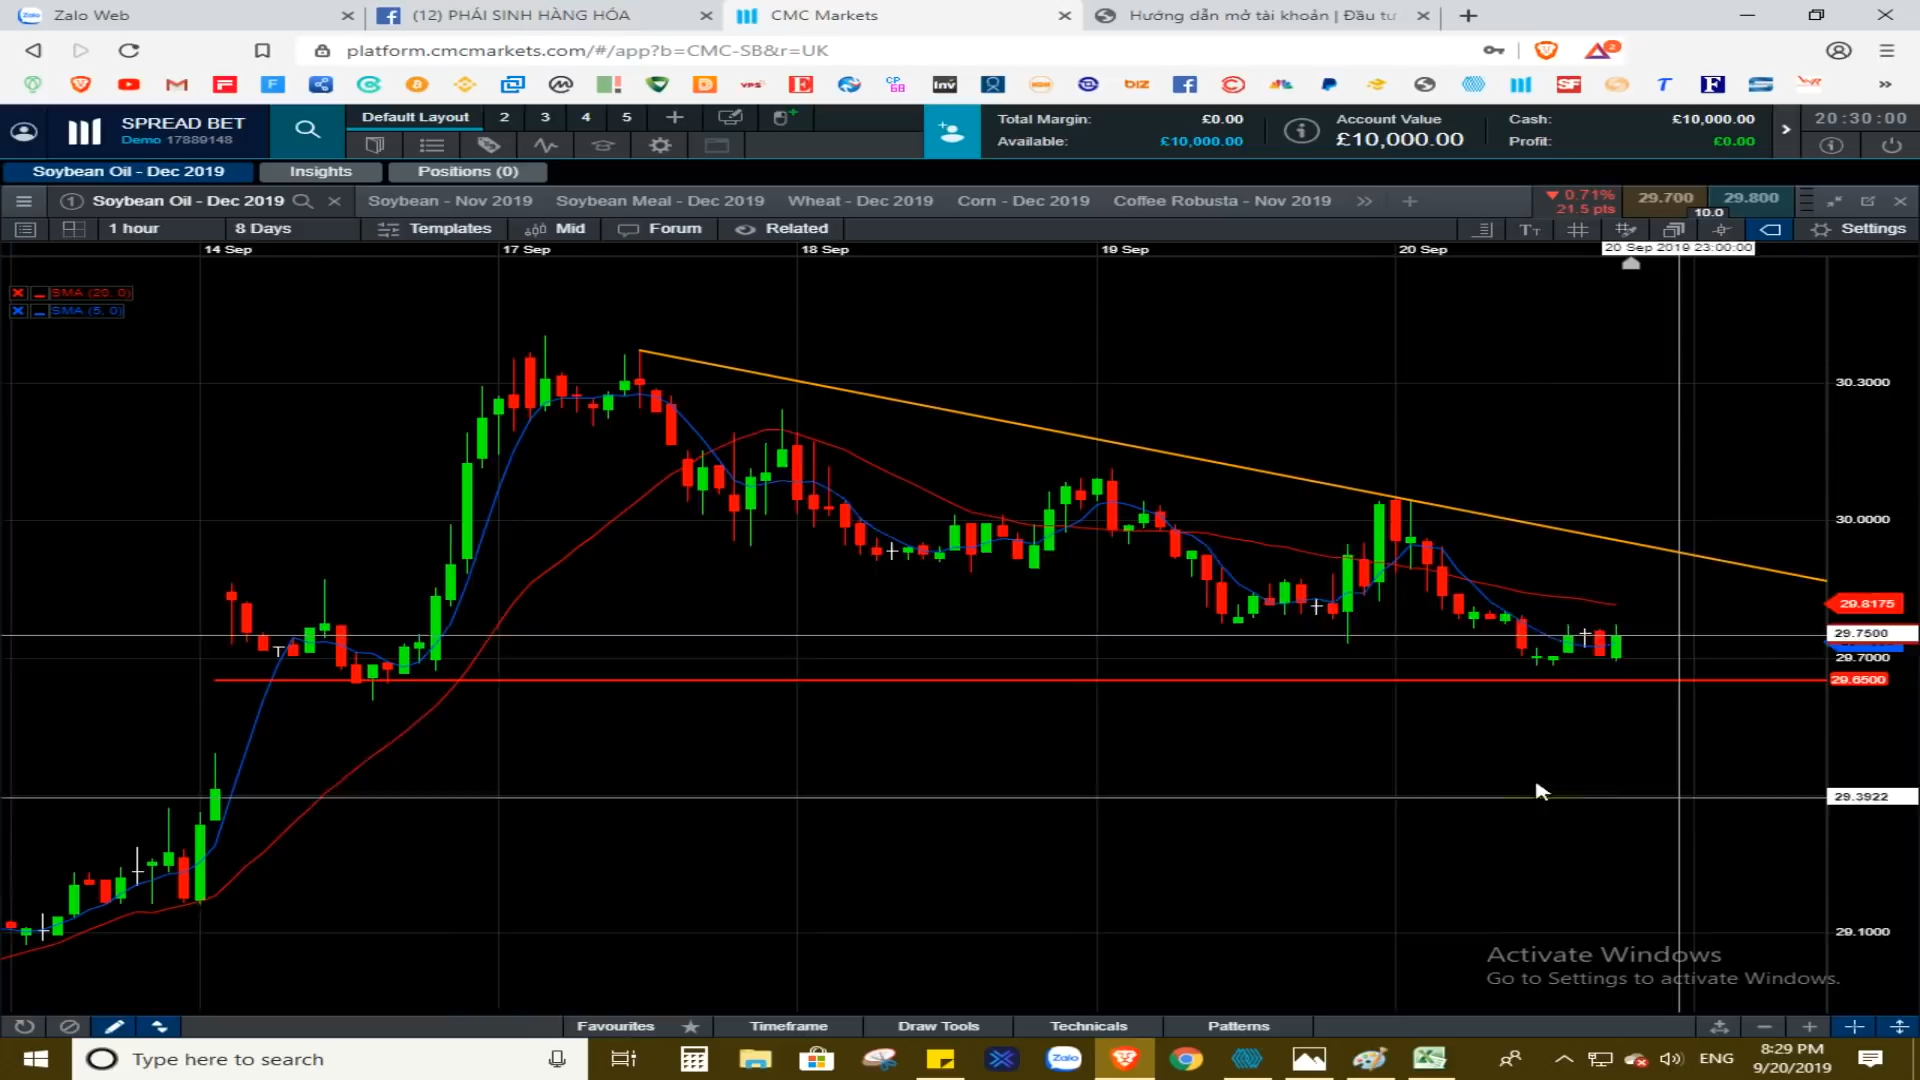 Zalo Web
(12) PHÁI SINH HÀNG HÓA
CMC Markets
Hướng dẫn mở tài khoản | Đầu tư
platform.cmcmarkets.com/#/app?b=CMC-SB&r=UK
SPREAD BET
Demo 17889148
Default Layout 2 3 4 5
Total Margin: £0.00
Available: £10,000.00
Account Value
£10,000.00
Cash: £10,000.00
Profit: £0.00
20:30:00
Soybean Oil - Dec 2019
Insights
Positions (0)
1 Soybean Oil - Dec 2019
Soybean - Nov 2019
Soybean Meal - Dec 2019
Wheat - Dec 2019
Corn - Dec 2019
Coffee Robusta - Nov 2019
0.71%
21.5 pts
29.700
29.800
10.0
1 hour
8 Days
Templates
Mid
Forum
Related
Settings
14 Sep
17 Sep
18 Sep
19 Sep
20 Sep
20 Sep 2019 23:00:00
SMA (20, 0)
SMA (5, 0)
30.3000
30.0000
29.8175
29.7500
29.7000
29.6500
29.3922
29.1000
Activate Windows
Go to Settings to activate Windows.
Favourites
Timeframe
Draw Tools
Technicals
Patterns
Type here to search
Zalo
ENG
8:29 PM
9/20/2019